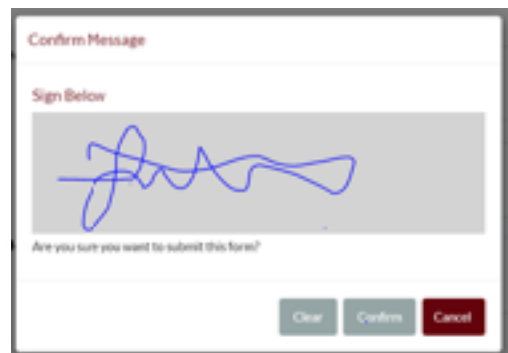 Confirm Message
Sign Below
Are you sure you want to submit this form?
Clear Confirm Cancel